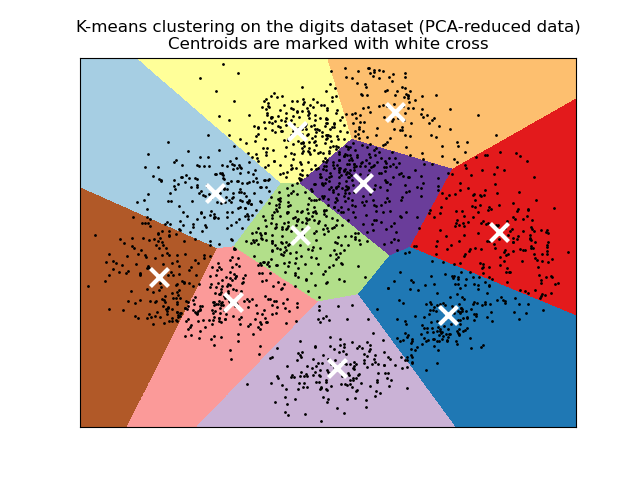 K-means clustering on the digits dataset (PCA-reduced data)
Centroids are marked with white cross